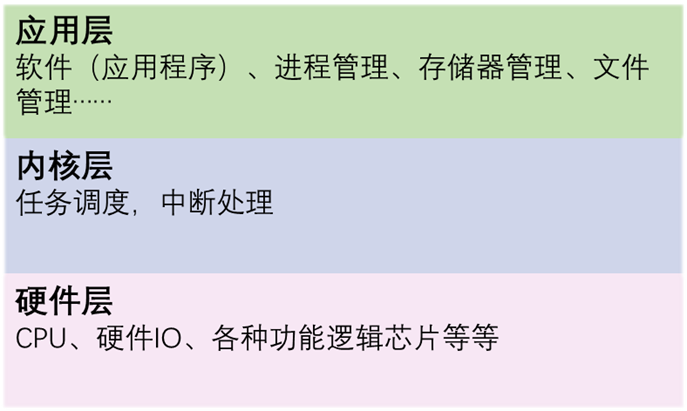 应用层
软件（应用程序）、进程管理、存储器管理、文件
管理……
内核层
任务调度，中断处理
硬件层
CPU、硬件IO、各种功能逻辑芯片等等